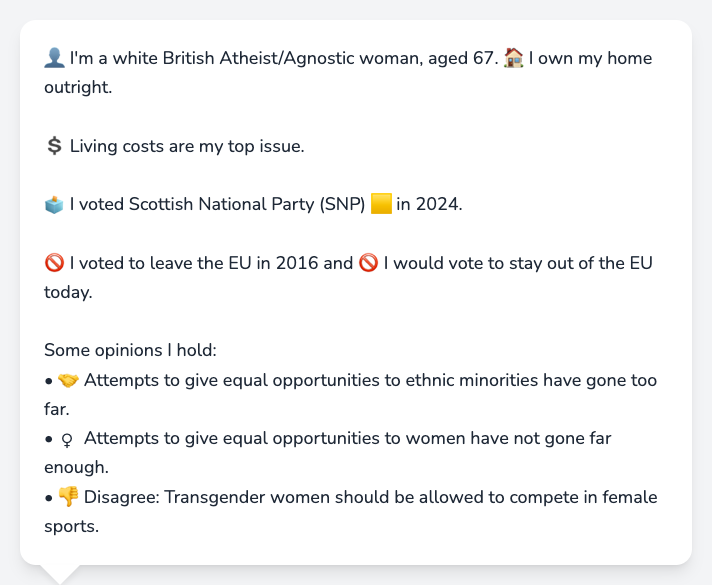 👤 I'm a white British Atheist/Agnostic woman, aged 67. 🏠 I own my home
outright.
💲 Living costs are my top issue.
🗳️ I voted Scottish National Party (SNP) 🟨 in 2024.
🚫 I voted to leave the EU in 2016 and 🚫 I would vote to stay out of the EU
today.
Some opinions I hold:
• 🤝 Attempts to give equal opportunities to ethnic minorities have gone too
far.
• ♀ Attempts to give equal opportunities to women have not gone far
enough.
• 👎 Disagree: Transgender women should be allowed to compete in female
sports.